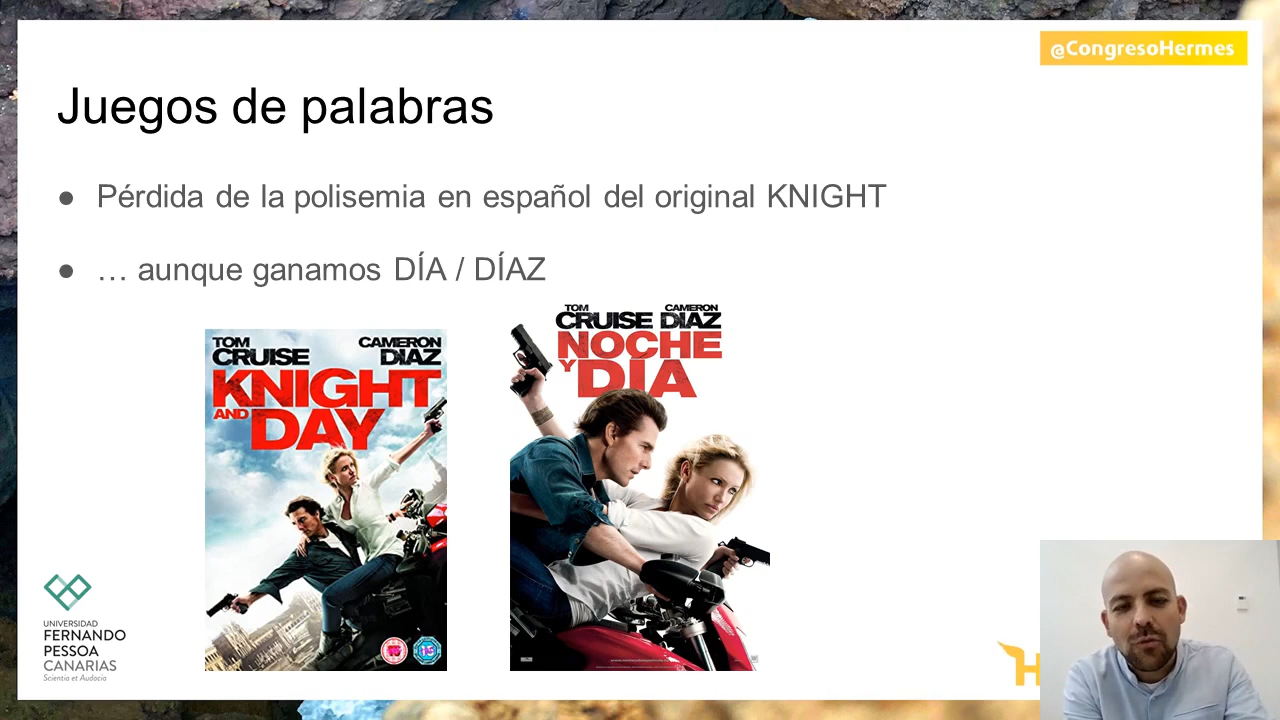 @CongresoHermes
Juegos de palabras
● Pérdida de la polisemia en español del original KNIGHT
● … aunque ganamos DÍA / DÍAZ
TOM CRUISE
CAMERON DIAZ
KNIGHT
AND DAY
TOM CRUISE
CAMERON DIAZ
NOCHE
Y DÍA
UNIVERSIDAD
FERNANDO
PESSOA
CANARIAS
Scientia et Audacia
H